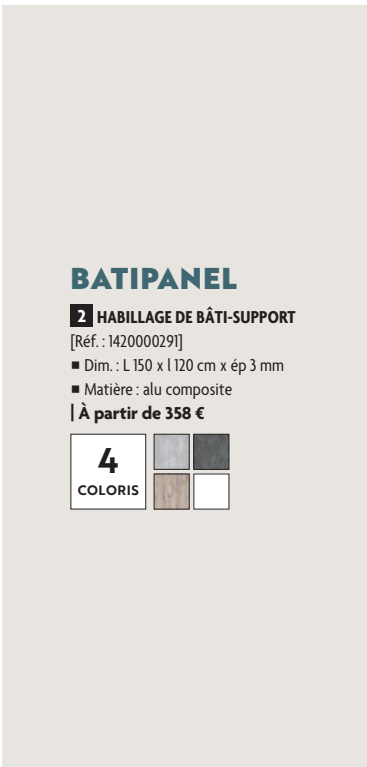 BATIPANEL
2 HABILLAGE DE BÂTI-SUPPORT
[Réf. : 1420000291]
■ Dim. : L 150 x l 120 cm x ép 3 mm
■ Matière : alu composite
| À partir de 358 €
4
COLORIS